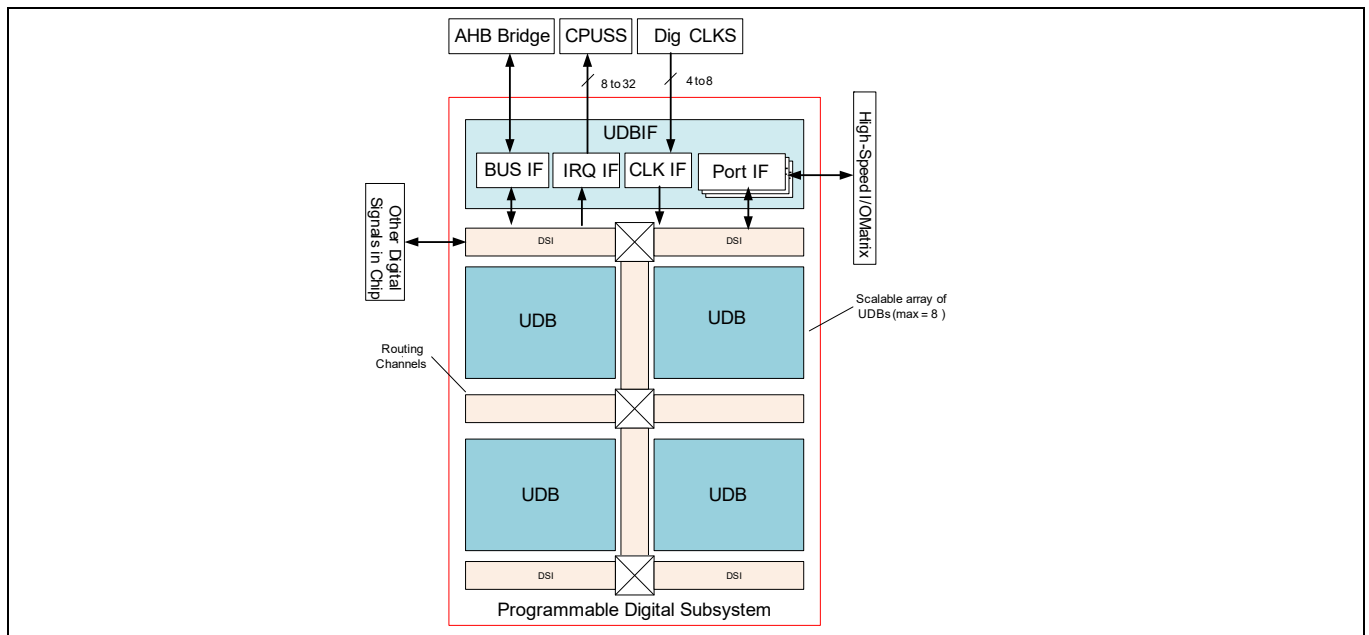 AHB Bridge
CPUSS
Dig CLKS
8 to 32
4 to 8
UDBIF
BUS IF
IRQ IF
CLK IF
Port IF
High-Speed I/OMatrix
Other Digital
Signals in Chip
DSI
DSI
UDB
UDB
Scalable array of
UDBs (max = 8 )
Routing
Channels
UDB
UDB
DSI
DSI
Programmable Digital Subsystem